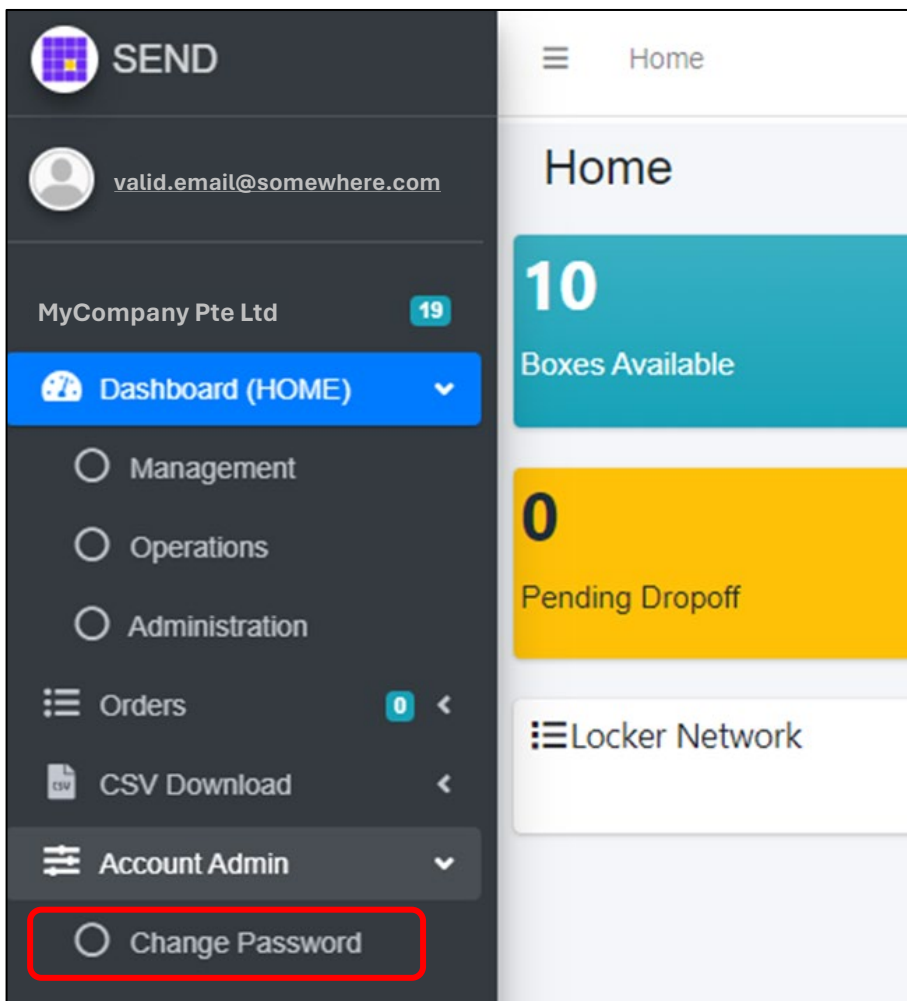 SEND
valid.email@somewhere.com
MyCompany Pte Ltd 19
Dashboard (HOME)
Management
Operations
Administration
Orders 0
CSV Download
Account Admin
Change Password
Home
Home
10
Boxes Available
0
Pending Dropoff
Locker Network